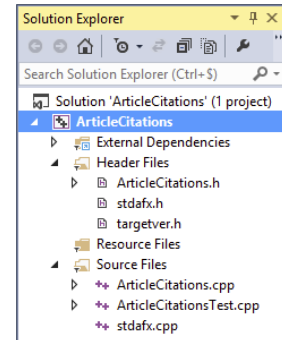 Solution Explorer
Search Solution Explorer (Ctrl+$)
Solution 'ArticleCitations' (1 project)
ArticleCitations
External Dependencies
Header Files
ArticleCitations.h
stdafx.h
targetver.h
Resource Files
Source Files
ArticleCitations.cpp
ArticleCitationsTest.cpp
stdafx.cpp